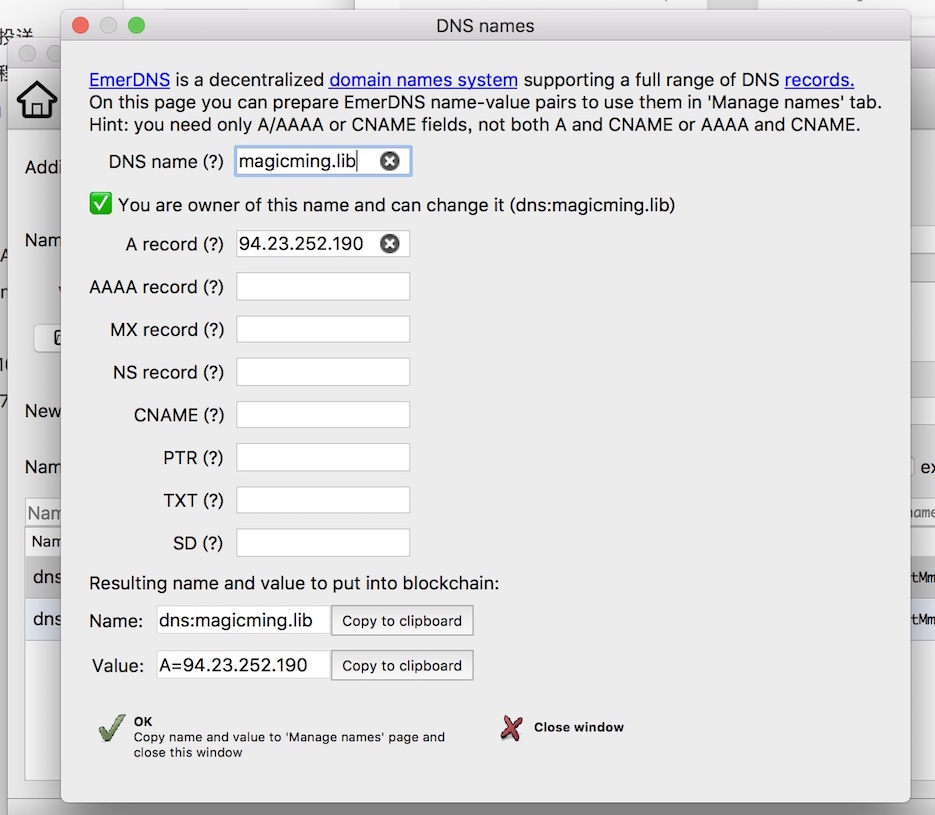 DNS names
投送
程
EmerDNS is a decentralized domain names system supporting a full range of DNS records.
On this page you can prepare EmerDNS name-value pairs to use them in 'Manage names' tab.
Hint: you need only A/AAAA or CNAME fields, not both A and CNAME or AAAA and CNAME.
DNS name (?) magicming.lib
Addi
You are owner of this name and can change it (dns:magicming.lib)
Nam
A record (?) 94.23.252.190
AAAA record (?)
MX record (?)
NS record (?)
New
CNAME (?)
PTR (?)
Nam
ex
TXT (?)
Nam
ame
SD (?)
Nam
Resulting name and value to put into blockchain:
dns
tMm
Name: dns:magicming.lib Copy to clipboard
dns
tMm
Value: A=94.23.252.190 Copy to clipboard
OK
Copy name and value to 'Manage names' page and
close this window
Close window